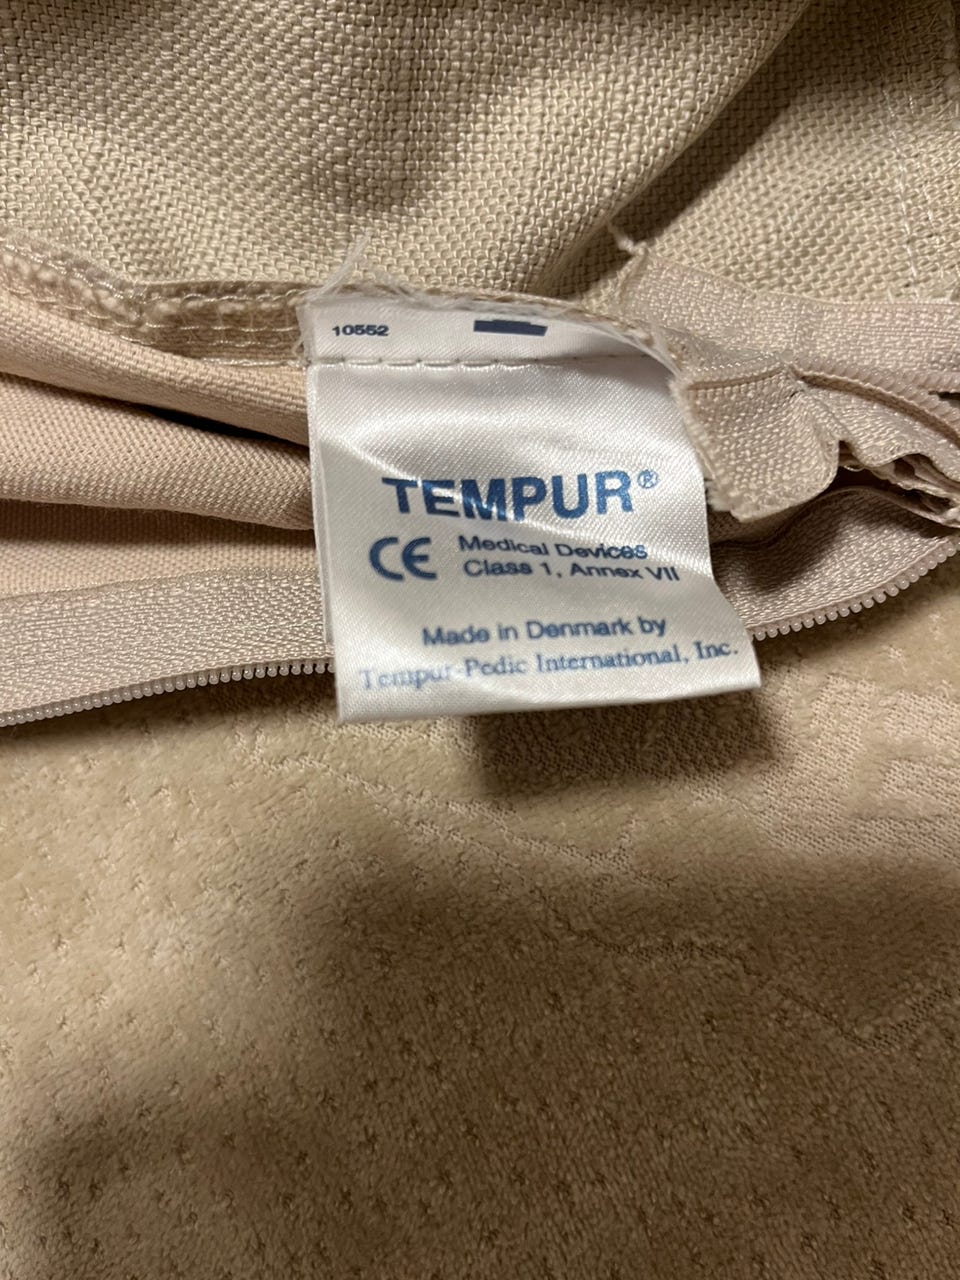 10552
TEMPUR®
CE Medical Devices
Class 1, Annex VII
Made in Denmark by
Tempur-Pedic International, Inc.